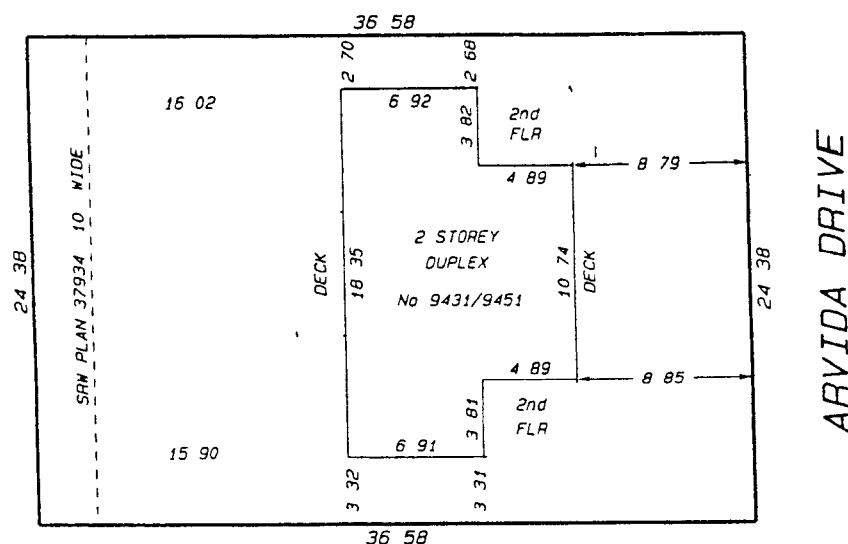 36 58
2 70
2 68
16 02
6 92
3 82
2nd
FLR
4 89
8 79
ARVIDA DRIVE
SRW PLAN 37934 10 WIDE
24 38
DECK
18 35
2 STOREY
DUPLEX
No 9431/9451
10 74
DECK
24 38
4 89
8 85
3 81
2nd
FLR
15 90
6 91
3 32
3 31
36 58